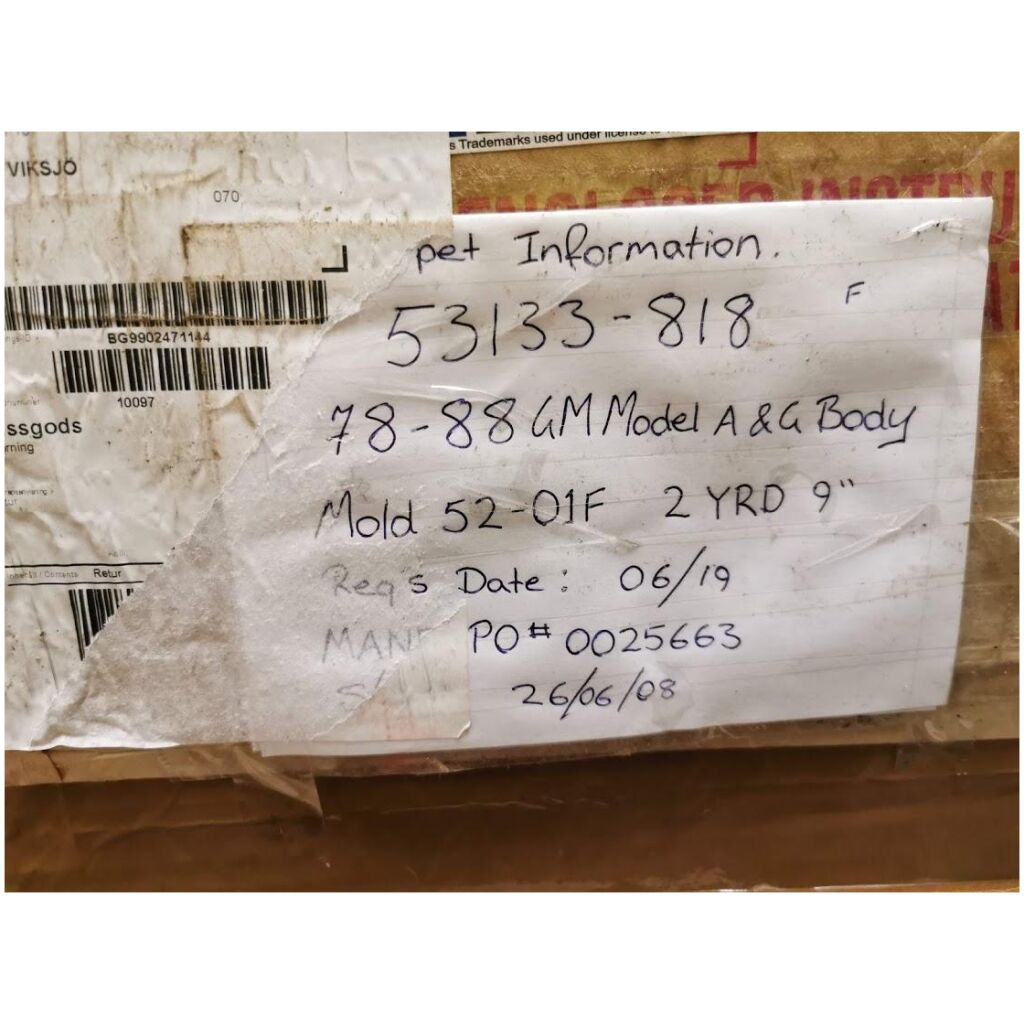 s Trademarks used under license to
VIKSJÖ
070
pet Information.
53133-818 F
BG9902471144
10097
78-88 GM Model A & G Body
ssgods
rning
Mold 52-01F 2 YRD 9"
Retur
Req's Date: 06/19
PO# 0025663
26/06/08